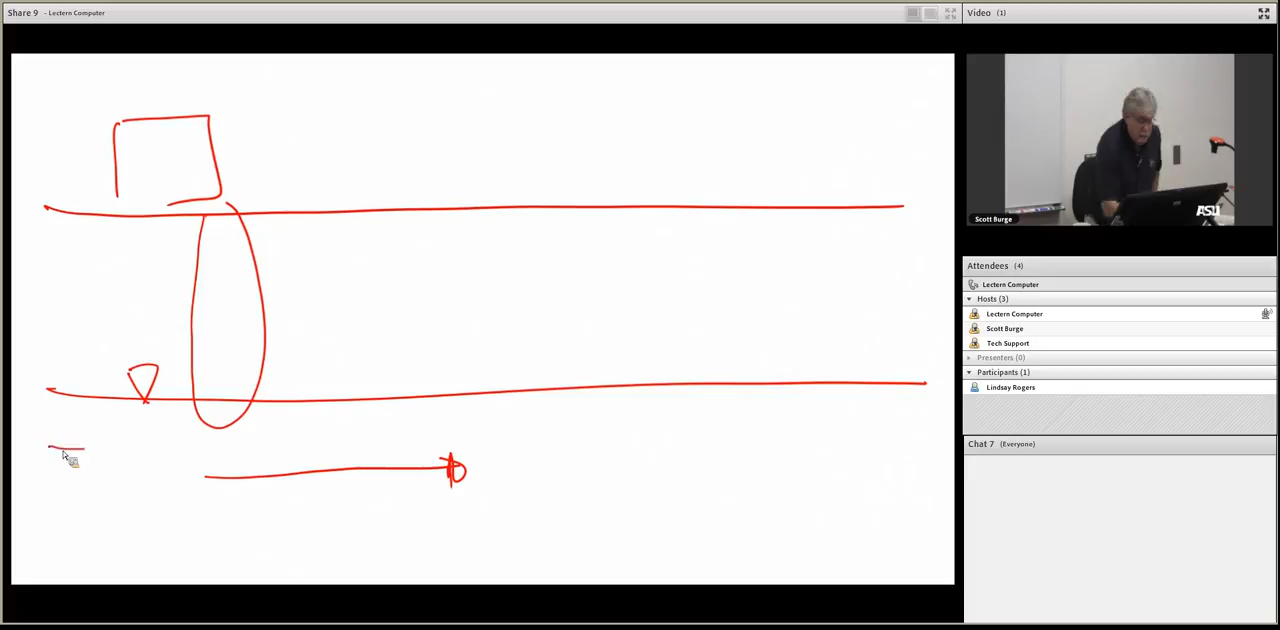 Share 9 - Lectern Computer
Video (1)
Scott Burge
ASU
Attendees (4)
Lectern Computer
Hosts (3)
Lectern Computer
Scott Burge
Tech Support
Presenters (0)
Participants (1)
Lindsay Rogers
Chat 7 (Everyone)